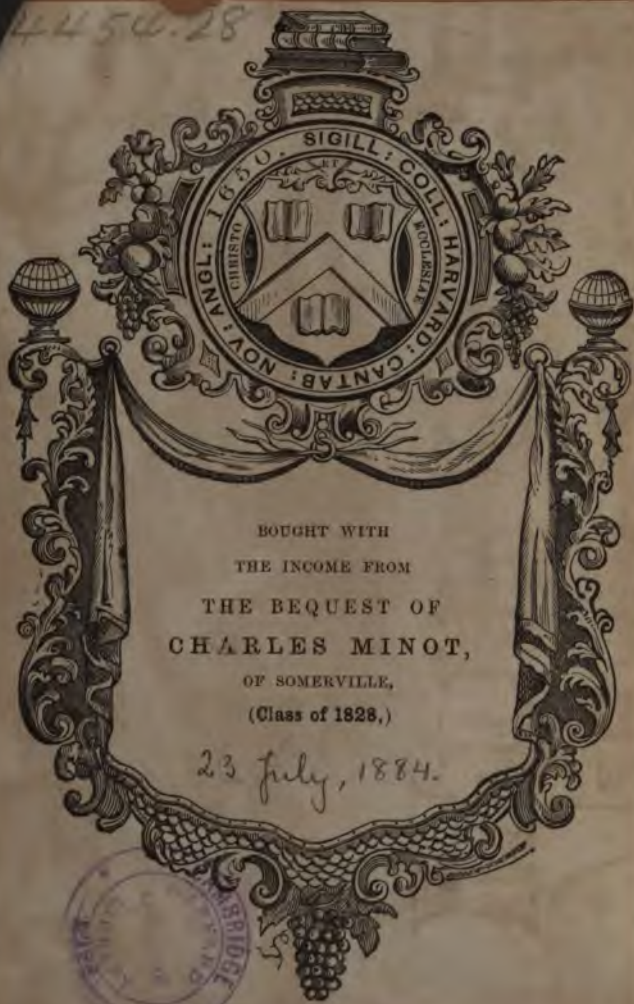 4454.28
SIGILL: COLL: HARVARD: CANTAB: NOV: ANGL: 1650.
ET
CHRISTO
ECCLESIAE
BOUGHT WITH
THE INCOME FROM
THE BEQUEST OF
CHARLES MINOT,
OF SOMERVILLE,
(Class of 1828,)
23 July, 1884.